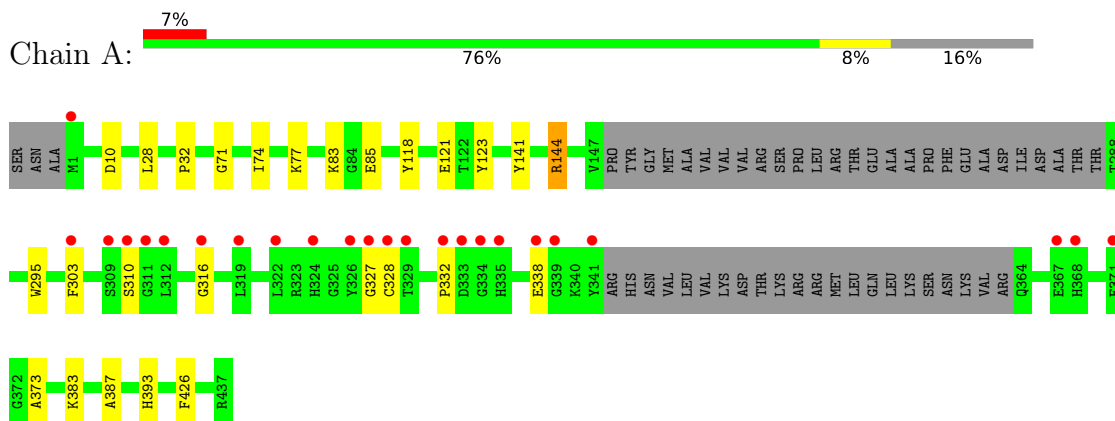 7%
Chain A:
76% 8% 16%
SER ASN ALA M1 D10 L28 P32 G71 I74 K77 K83 G84 E85 Y118 E121 T122 Y123 Y141 R144 V147 PRO TYR GLY MET ALA VAL VAL VAL ARG SER PRO LEU ARG THR GLU ALA ALA PRO PHE GLU ALA ASP ILE ASP ALA THR THR T288
W295 F303 S309 S310 G311 L312 G316 L319 L322 R323 H324 G325 Y326 G327 C328 T329 P332 D333 G334 H335 E338 G339 K340 Y341 ARG HIS ASN VAL LEU VAL LYS ASP THR LYS ARG ARG MET LEU GLN LEU LYS SER ASN LYS VAL ARG Q364 E367 H368 E371
G372 A373 K383 A387 H393 F426 R437